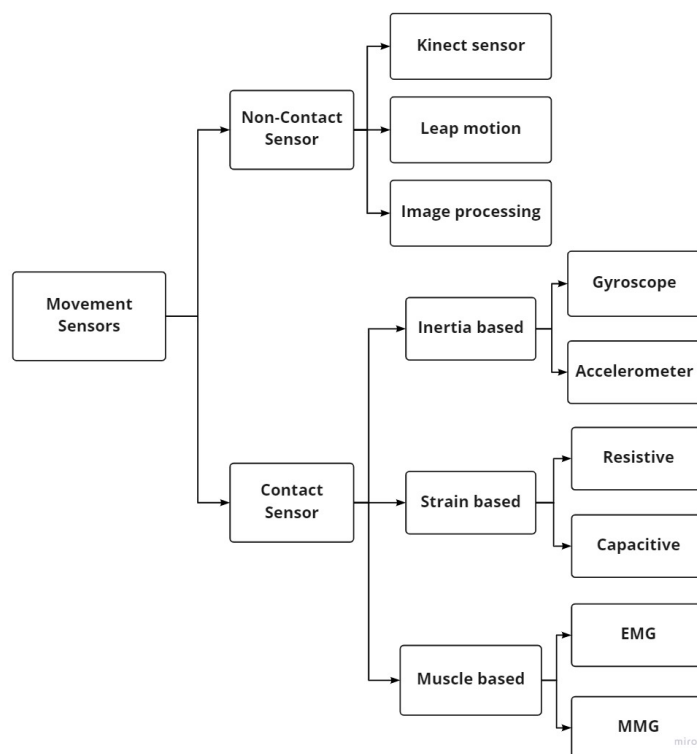 Kinect sensor
Non-Contact
Sensor
Leap motion
Image processing
Movement
Sensors
Gyroscope
Inertia based
Accelerometer
Resistive
Contact
Sensor
Strain based
Capacitive
EMG
Muscle based
MMG
miro